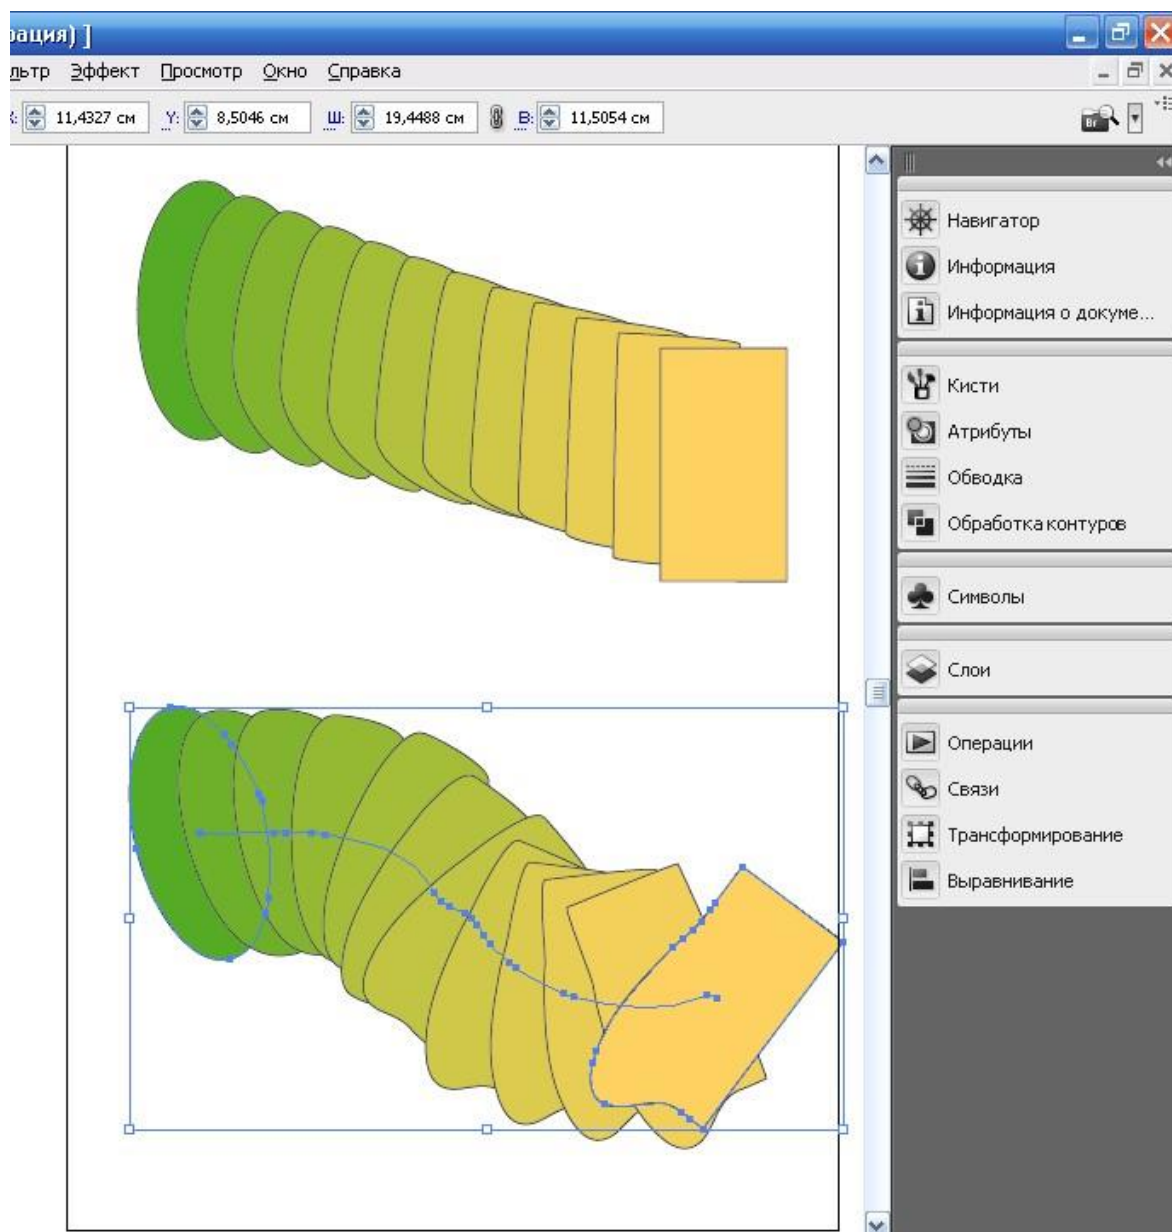 рация) ]
льтр Эффект Просмотр Окно Справка
X: 11,4327 см Y: 8,5046 см Ш: 19,4488 см В: 11,5054 см
Br
Навигатор
Информация
Информация о докуме...
Кисти
Атрибуты
Обводка
Обработка контуров
Символы
Слои
Операции
Связи
Трансформирование
Выравнивание